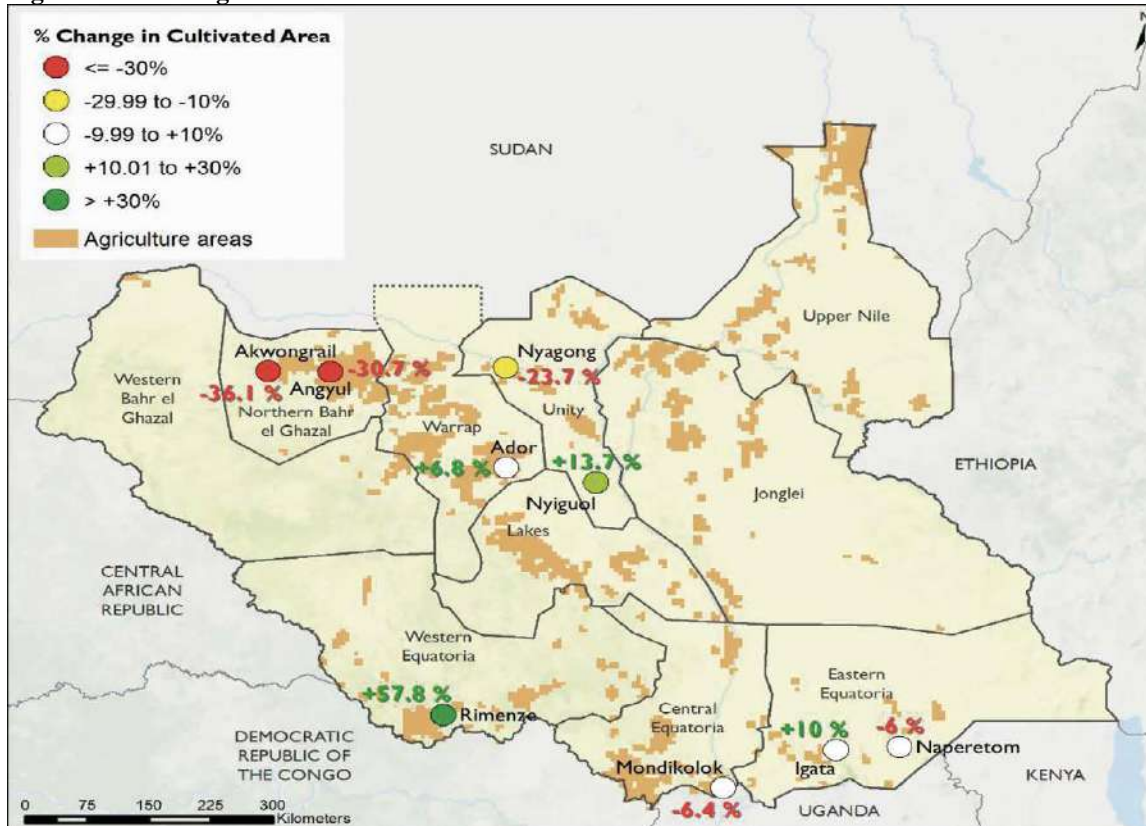 % Change in Cultivated Area
<= -30%
-29.99 to -10%
-9.99 to +10%
+10.01 to +30%
> +30%
Agriculture areas
SUDAN
Upper Nile
Akwongrail
-30.7 %
Nyagong
-36.1 %
Angyul
-23.7 %
Western
Bahr el
Ghazal
Northern Bahr
el Ghazal
Warrap
Unity
Ador
+6.8 %
+13.7 %
Nyiguol
Jonglei
ETHIOPIA
Lakes
CENTRAL
AFRICAN
REPUBLIC
Western
Equatoria
+57.8 %
Rimenze
Central
Equatoria
Eastern
Equatoria
+10 %
-6 %
Igata
Naperetom
Mondikolok
-6.4 %
DEMOCRATIC
REPUBLIC OF
THE CONGO
UGANDA
KENYA
0 75 150 225 300
Kilometers